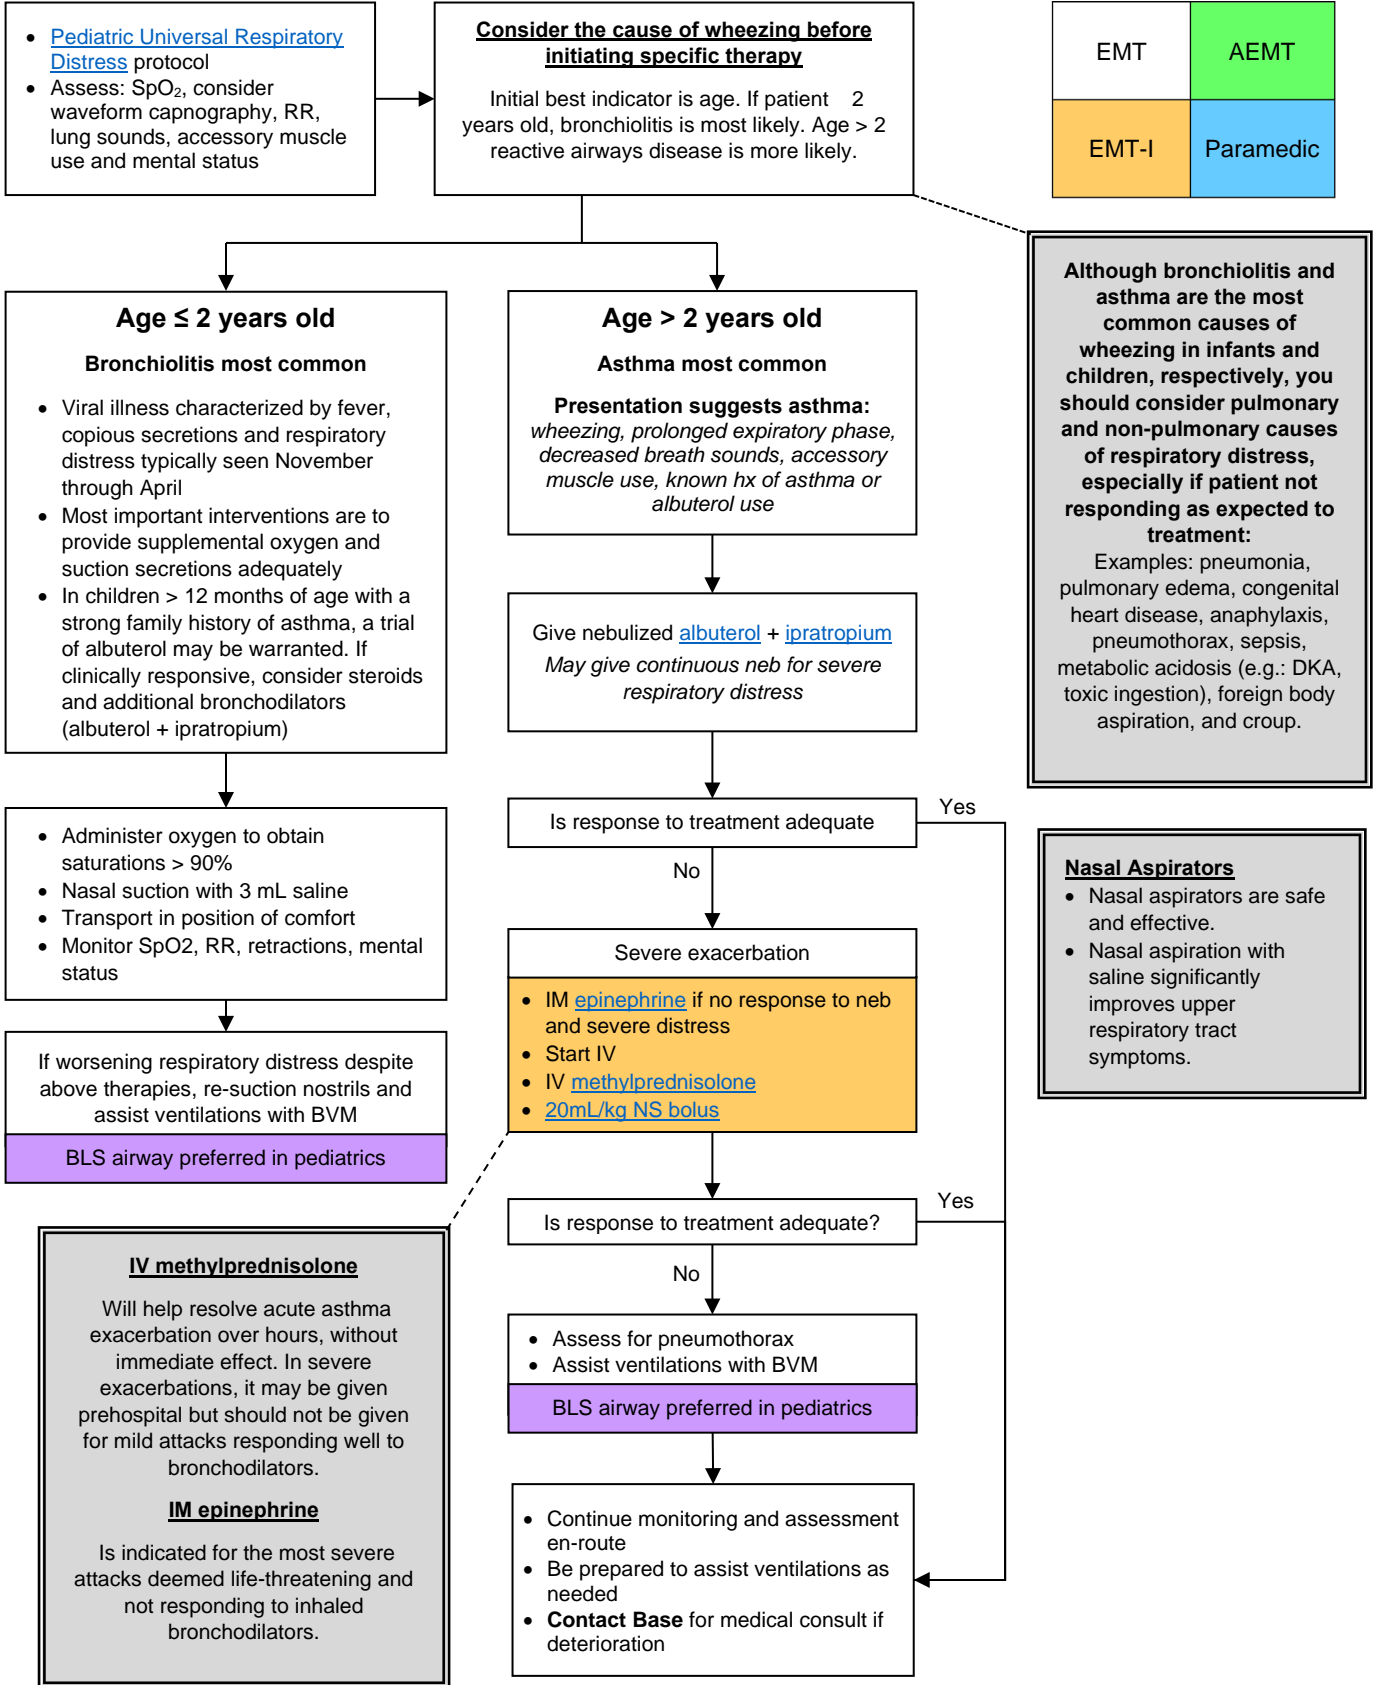 Pediatric Universal Respiratory
Distress protocol
Assess: SpO₂, consider
waveform capnography, RR,
lung sounds, accessory muscle
use and mental status
Consider the cause of wheezing before
initiating specific therapy
Initial best indicator is age. If patient 2
years old, bronchiolitis is most likely. Age > 2
reactive airways disease is more likely.
EMT
AEMT
EMT-I
Paramedic
Although bronchiolitis and
asthma are the most
common causes of
wheezing in infants and
children, respectively, you
should consider pulmonary
and non-pulmonary causes
of respiratory distress,
especially if patient not
responding as expected to
treatment:
Examples: pneumonia,
pulmonary edema, congenital
heart disease, anaphylaxis,
pneumothorax, sepsis,
metabolic acidosis (e.g.: DKA,
toxic ingestion), foreign body
aspiration, and croup.
Age ≤ 2 years old
Bronchiolitis most common
Viral illness characterized by fever,
copious secretions and respiratory
distress typically seen November
through April
Most important interventions are to
provide supplemental oxygen and
suction secretions adequately
In children > 12 months of age with a
strong family history of asthma, a trial
of albuterol may be warranted. If
clinically responsive, consider steroids
and additional bronchodilators
(albuterol + ipratropium)
Administer oxygen to obtain
saturations > 90%
Nasal suction with 3 mL saline
Transport in position of comfort
Monitor SpO2, RR, retractions, mental
status
If worsening respiratory distress despite
above therapies, re-suction nostrils and
assist ventilations with BVM
BLS airway preferred in pediatrics
Age > 2 years old
Asthma most common
Presentation suggests asthma:
wheezing, prolonged expiratory phase,
decreased breath sounds, accessory
muscle use, known hx of asthma or
albuterol use
Give nebulized albuterol + ipratropium
May give continuous neb for severe
respiratory distress
Is response to treatment adequate
Yes
No
Severe exacerbation
IM epinephrine if no response to neb
and severe distress
Start IV
IV methylprednisolone
20mL/kg NS bolus
Is response to treatment adequate?
Yes
No
Assess for pneumothorax
Assist ventilations with BVM
BLS airway preferred in pediatrics
Continue monitoring and assessment
en-route
Be prepared to assist ventilations as
needed
Contact Base for medical consult if
deterioration
Nasal Aspirators
Nasal aspirators are safe
and effective.
Nasal aspiration with
saline significantly
improves upper
respiratory tract
symptoms.
IV methylprednisolone
Will help resolve acute asthma
exacerbation over hours, without
immediate effect. In severe
exacerbations, it may be given
prehospital but should not be given
for mild attacks responding well to
bronchodilators.
IM epinephrine
Is indicated for the most severe
attacks deemed life-threatening and
not responding to inhaled
bronchodilators.